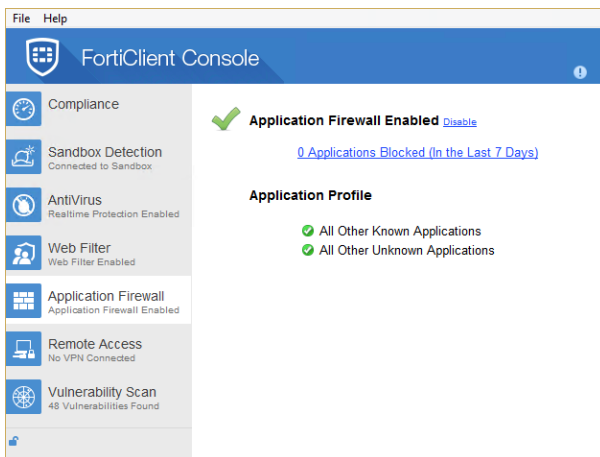 File Help
FortiClient Console
Compliance
Sandbox Detection
Connected to Sandbox
AntiVirus
Realtime Protection Enabled
Web Filter
Web Filter Enabled
Application Firewall
Application Firewall Enabled
Remote Access
No VPN Connected
Vulnerability Scan
48 Vulnerabilities Found
Application Firewall Enabled Disable
0 Applications Blocked (In the Last 7 Days)
Application Profile
All Other Known Applications
All Other Unknown Applications